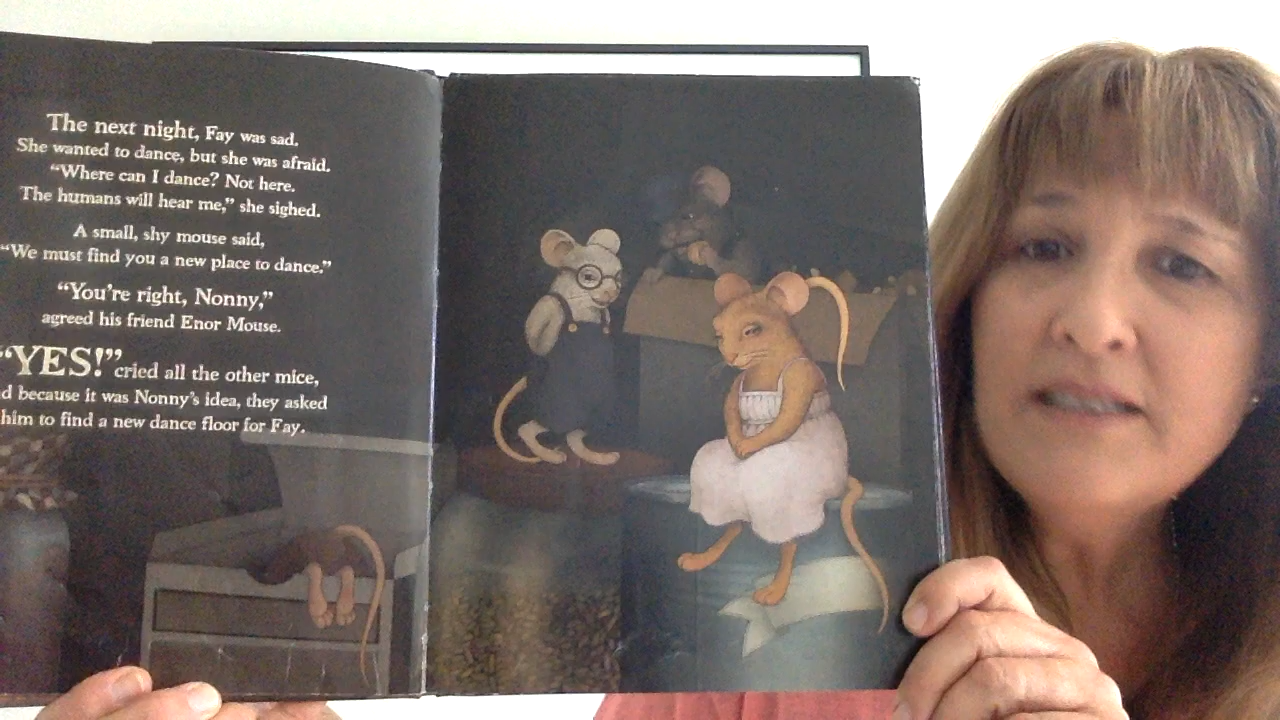 The next night, Fay was sad.
She wanted to dance, but she was afraid.
“Where can I dance? Not here.
The humans will hear me,” she sighed.
A small, shy mouse said,
“We must find you a new place to dance.”
“You’re right, Nonny,”
agreed his friend Enor Mouse.
“YES!” cried all the other mice,
d because it was Nonny’s idea, they asked
him to find a new dance floor for Fay.